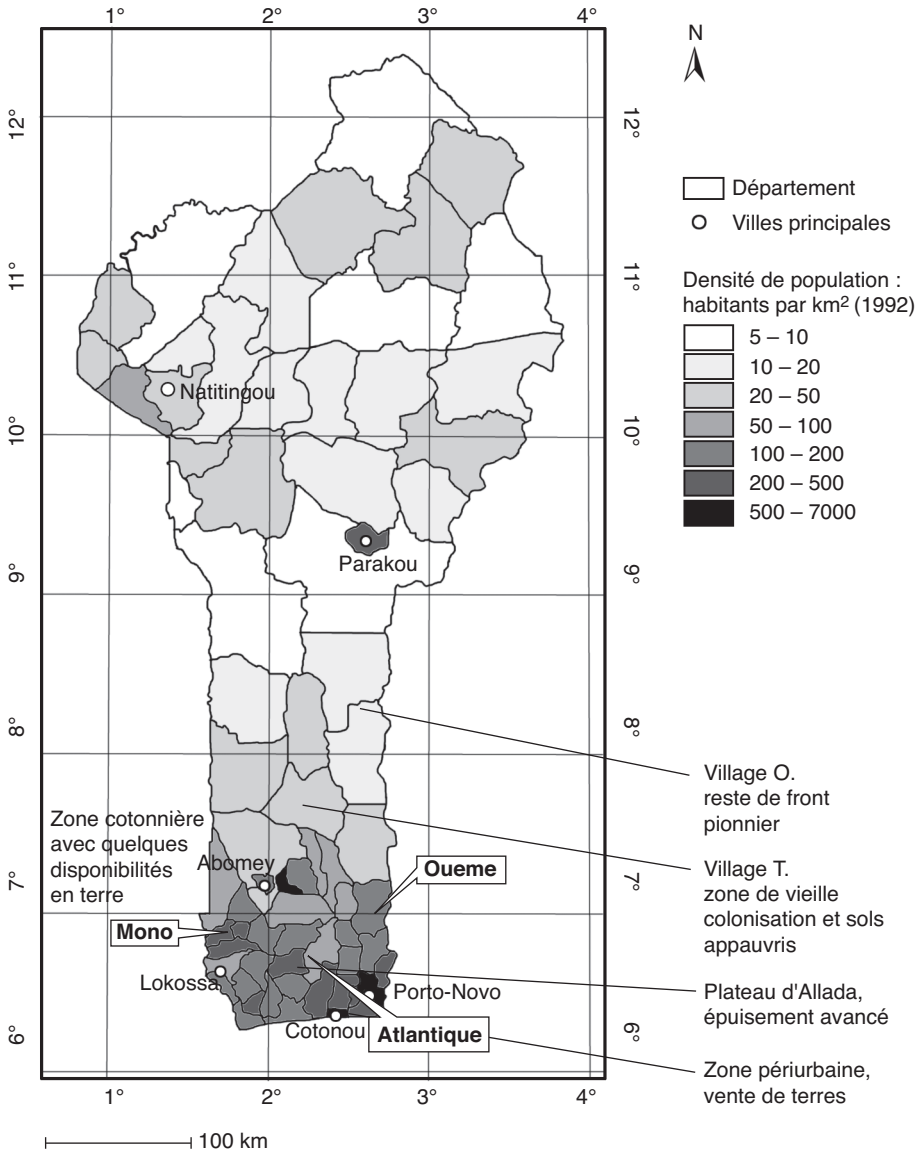 1°
2°
3°
4°
N
12°
12°
Département
Villes principales
11°
11°
Densité de population :
habitants par km² (1992)
5 – 10
10 – 20
20 – 50
50 – 100
100 – 200
200 – 500
500 – 7000
Natitingou
10°
10°
Parakou
9°
9°
8°
8°
Village O.
reste de front
pionnier
Zone cotonnière
avec quelques
disponibilités
en terre
Abomey
Oueme
Village T.
zone de vieille
colonisation et sols
appauvris
7°
7°
Mono
Lokossa
Porto-Novo
Plateau d'Allada,
épuisement avancé
Cotonou
Atlantique
6°
6°
Zone périurbaine,
vente de terres
1°
2°
3°
4°
100 km